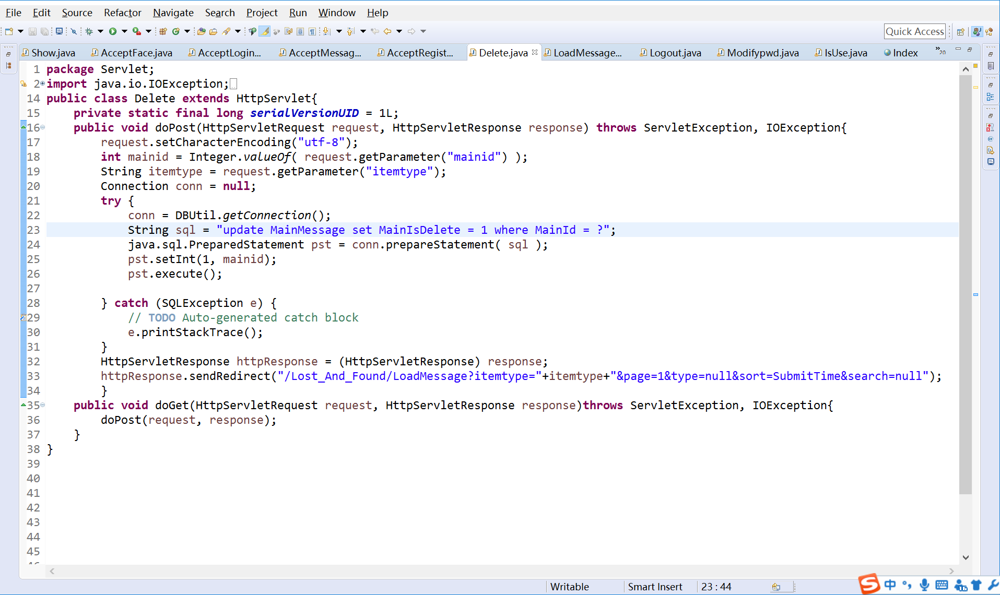 File Edit Source Refactor Navigate Search Project Run Window Help
Quick Access
Show.java AcceptFace.java AcceptLogin... AcceptMessag... AcceptRegist... Delete.java LoadMessage... Logout.java Modifypwd.java IsUse.java Index »20
1 package Servlet;
2 import java.io.IOException;
14 public class Delete extends HttpServlet{
15 private static final long serialVersionUID = 1L;
16 public void doPost(HttpServletRequest request, HttpServletResponse response) throws ServletException, IOException{
17 request.setCharacterEncoding("utf-8");
18 int mainid = Integer.valueOf( request.getParameter("mainid") );
19 String itemtype = request.getParameter("itemtype");
20 Connection conn = null;
21 try {
22 conn = DBUtil.getConnection();
23 String sql = "update MainMessage set MainIsDelete = 1 where MainId = ?";
24 java.sql.PreparedStatement pst = conn.prepareStatement( sql );
25 pst.setInt(1, mainid);
26 pst.execute();
27
28 } catch (SQLException e) {
29 // TODO Auto-generated catch block
30 e.printStackTrace();
31 }
32 HttpServletResponse httpResponse = (HttpServletResponse) response;
33 httpResponse.sendRedirect("/Lost_And_Found/LoadMessage?itemtype="+itemtype+"&page=1&type=null&sort=SubmitTime&search=null");
34 }
35 public void doGet(HttpServletRequest request, HttpServletResponse response)throws ServletException, IOException{
36 doPost(request, response);
37 }
38 }
39
40
41
42
43
44
45
Writable Smart Insert 23 : 44
中
16